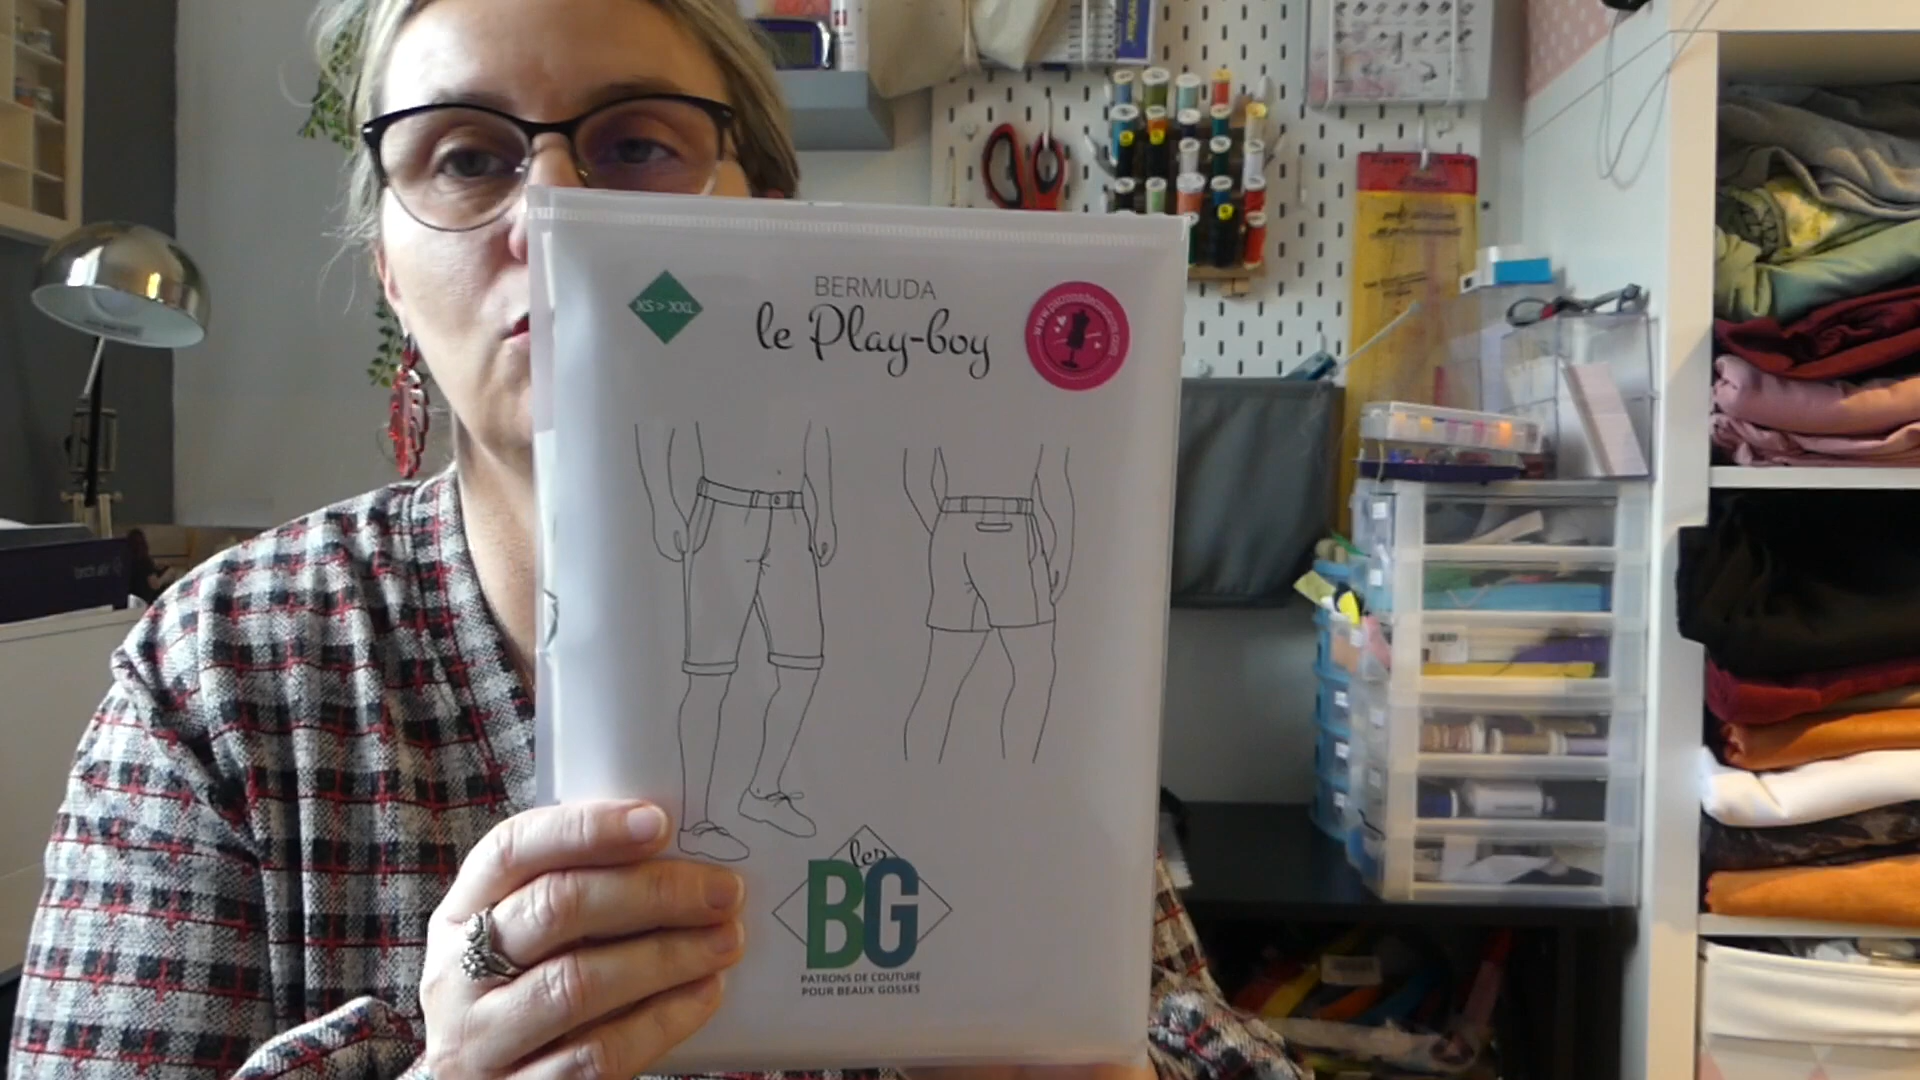 XS > XXL
BERMUDA
le Play-boy
les
BG
PATRONS DE COUTURE
POUR BEAUX GOSSES